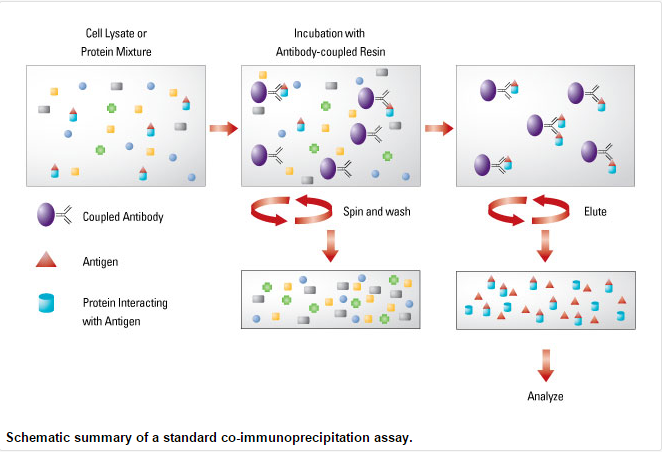 Cell Lysate or
Protein Mixture
Incubation with
Antibody-coupled Resin
Coupled Antibody
Antigen
Protein Interacting
with Antigen
Spin and wash
Elute
Analyze
Schematic summary of a standard co-immunoprecipitation assay.